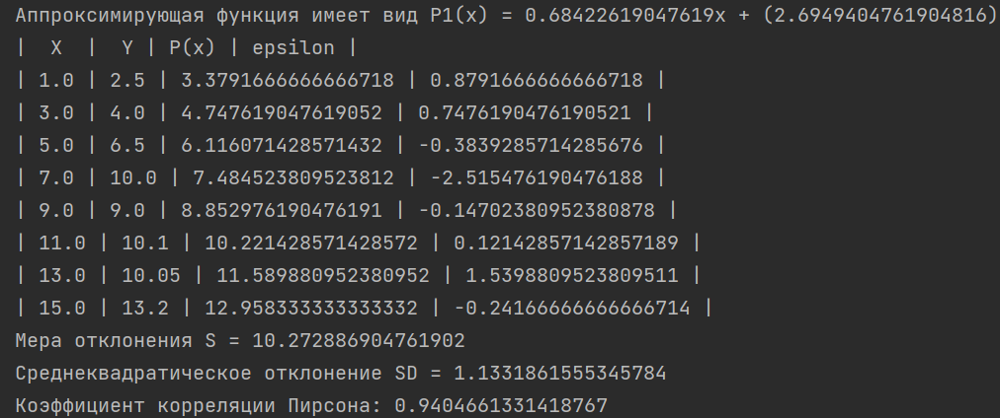 Аппроксимирующая функция имеет вид P1(x) = 0.68422619047619x + (2.6949404761904816)
| X | Y | P(x) | epsilon |
| 1.0 | 2.5 | 3.3791666666666718 | 0.8791666666666718 |
| 3.0 | 4.0 | 4.747619047619052 | 0.7476190476190521 |
| 5.0 | 6.5 | 6.116071428571432 | -0.3839285714285676 |
| 7.0 | 10.0 | 7.484523809523812 | -2.515476190476188 |
| 9.0 | 9.0 | 8.852976190476191 | -0.14702380952380878 |
| 11.0 | 10.1 | 10.221428571428572 | 0.12142857142857189 |
| 13.0 | 10.05 | 11.589880952380952 | 1.5398809523809511 |
| 15.0 | 13.2 | 12.958333333333332 | -0.24166666666666714 |
Мера отклонения S = 10.272886904761902
Среднеквадратическое отклонение SD = 1.1331861555345784
Коэффициент корреляции Пирсона: 0.9404661331418767